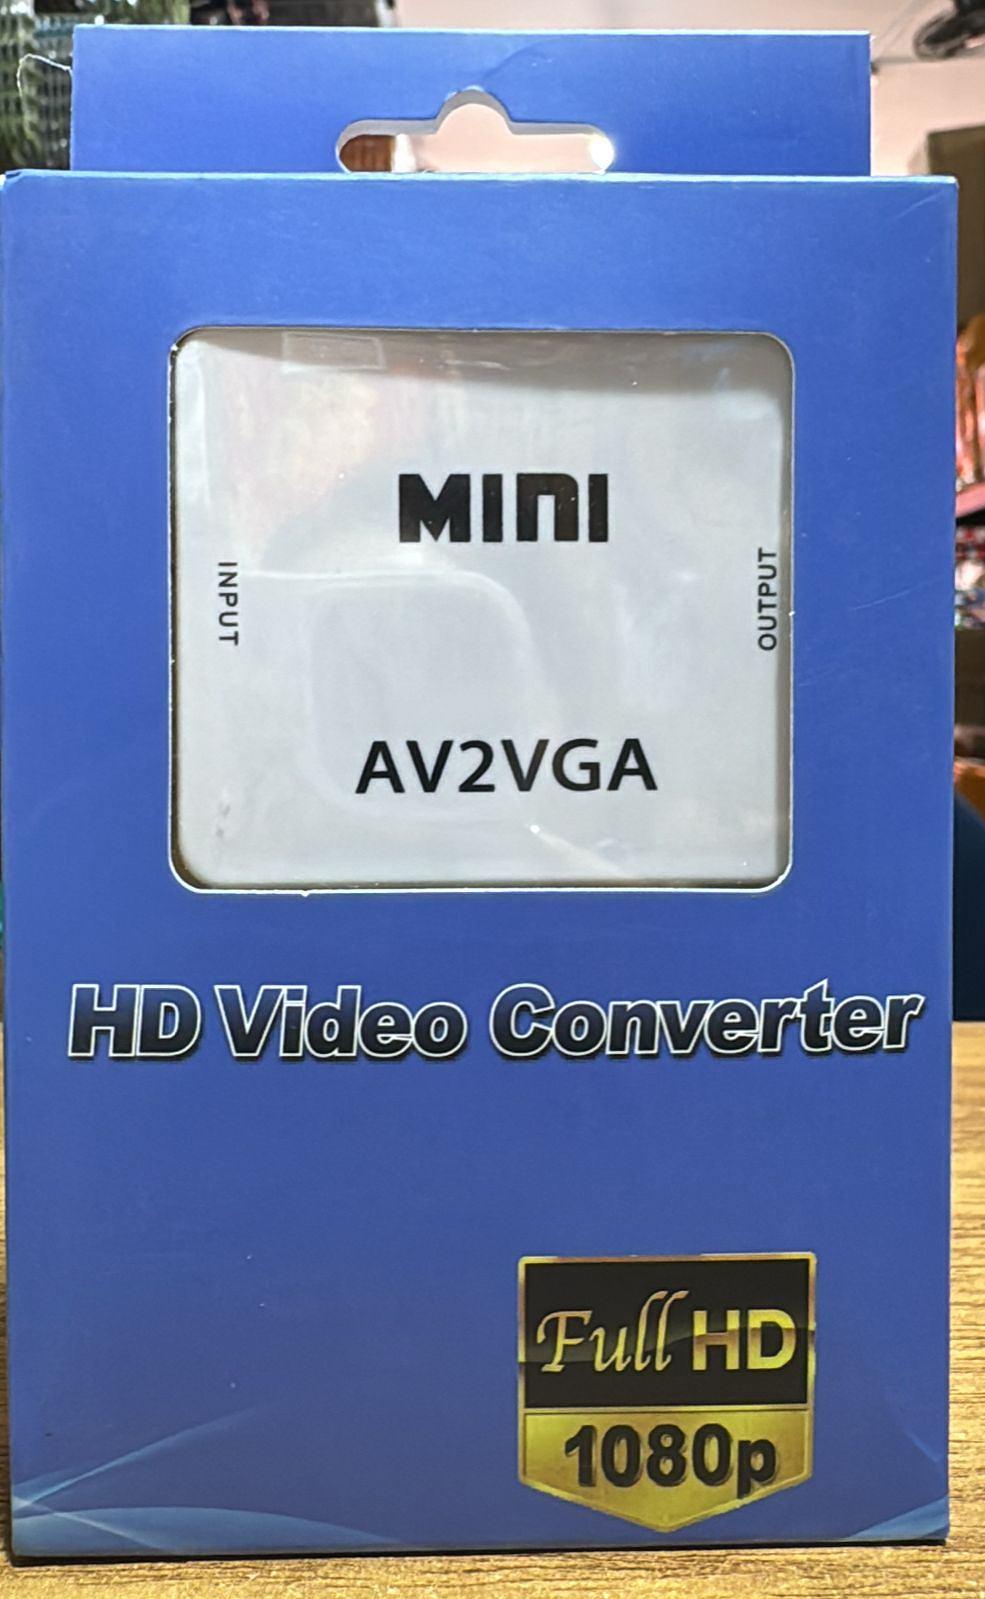 MINI
INPUT
OUTPUT
AV2VGA
HD Video Converter
Full HD
1080p